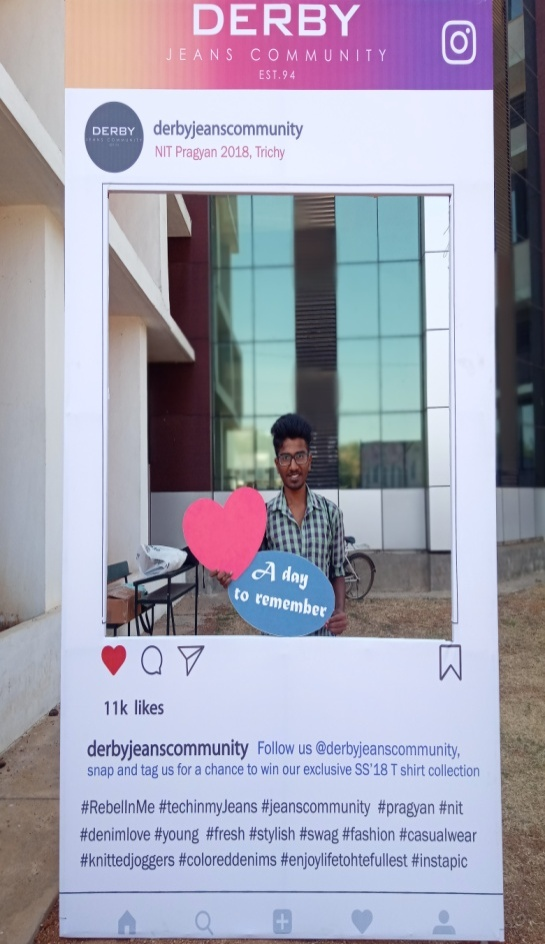 DERBY
JEANS COMMUNITY
EST.94
DERBY
derbyjeanscommunity
NIT Pragyan 2018, Trichy
A day
to remember
11k likes
derbyjeanscommunity Follow us @derbyjeanscommunity,
snap and tag us for a chance to win our exclusive SS'18 T shirt collection
#RebelInMe #techinmyJeans #jeanscommunity #pragyan #nit
#denimlove #young #fresh #stylish #swag #fashion #casualwear
#knittedjoggers #coloreddenims #enjoylifetohtefullest #instapic